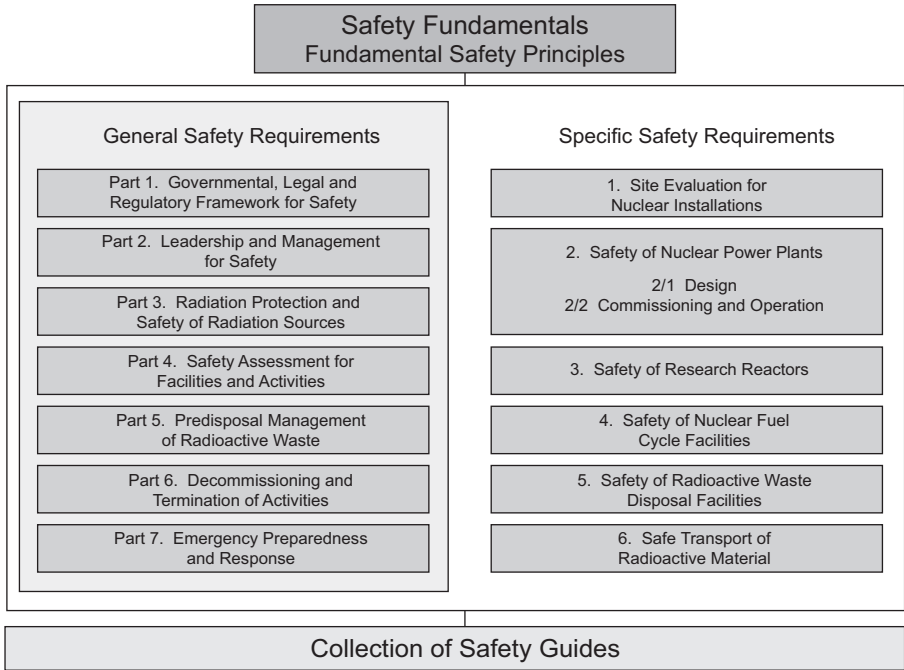 Safety Fundamentals
Fundamental Safety Principles
General Safety Requirements
Part 1. Governmental, Legal and
Regulatory Framework for Safety
Part 2. Leadership and Management
for Safety
Part 3. Radiation Protection and
Safety of Radiation Sources
Part 4. Safety Assessment for
Facilities and Activities
Part 5. Predisposal Management
of Radioactive Waste
Part 6. Decommissioning and
Termination of Activities
Part 7. Emergency Preparedness
and Response
Specific Safety Requirements
1. Site Evaluation for
Nuclear Installations
2. Safety of Nuclear Power Plants
2/1 Design
2/2 Commissioning and Operation
3. Safety of Research Reactors
4. Safety of Nuclear Fuel
Cycle Facilities
5. Safety of Radioactive Waste
Disposal Facilities
6. Safe Transport of
Radioactive Material
Collection of Safety Guides